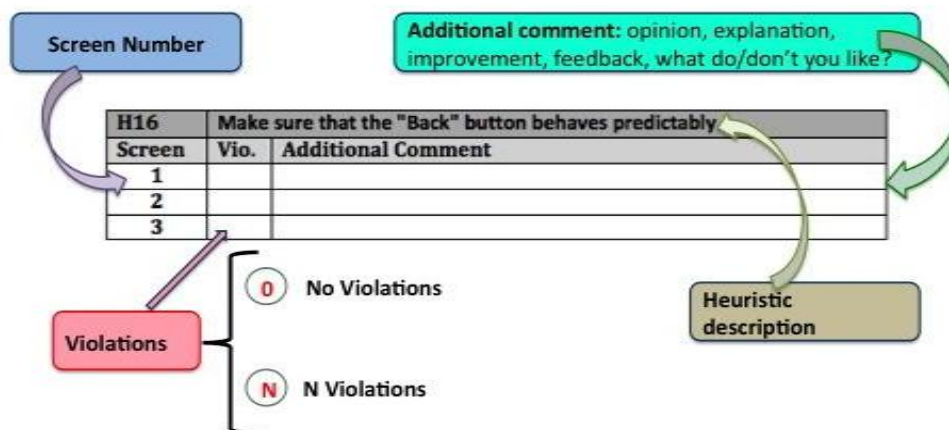 Screen Number
Additional comment: opinion, explanation,
improvement, feedback, what do/don't you like?
H16 Make sure that the "Back" button behaves predictably
Screen Vio. Additional Comment
1
2
3
0 No Violations
Heuristic
description
Violations
N N Violations